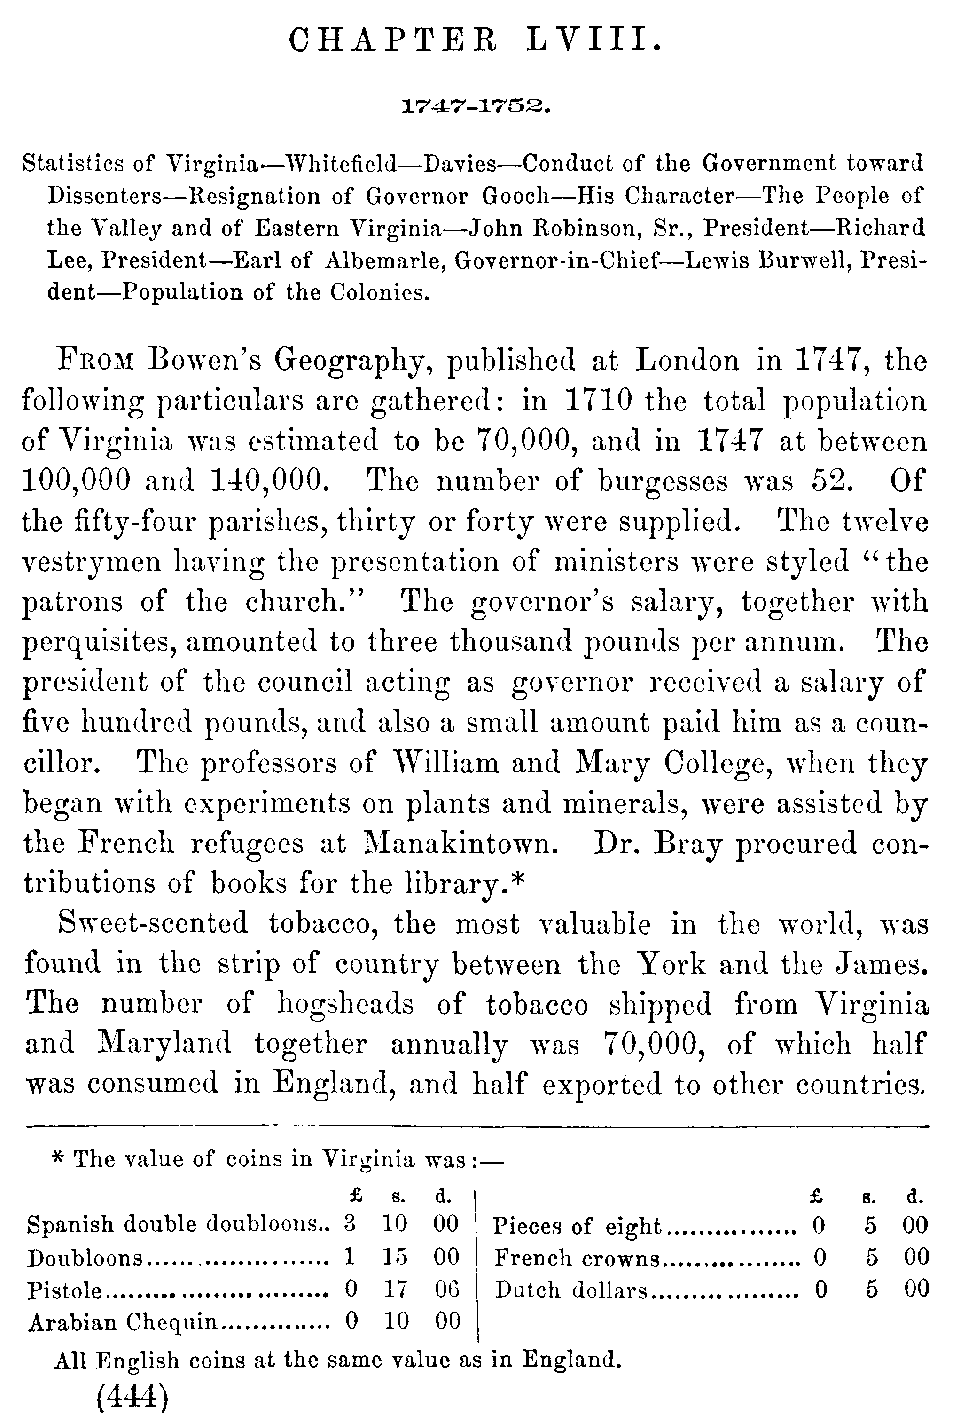 CHAPTER LVIII.
1747-1752.
Statistics of Virginia—Whitefield—Davies—Conduct of the Government toward
Dissenters—Resignation of Governor Gooch—His Character—The People of
the Valley and of Eastern Virginia—John Robinson, Sr., President—Richard
Lee, President—Earl of Albemarle, Governor-in-Chief—Lewis Burwell, Presi-
dent—Population of the Colonies.
FROM Bowen's Geography, published at London in 1747, the
following particulars are gathered: in 1710 the total population
of Virginia was estimated to be 70,000, and in 1747 at between
100,000 and 140,000. The number of burgesses was 52. Of
the fifty-four parishes, thirty or forty were supplied. The twelve
vestrymen having the presentation of ministers were styled "the
patrons of the church." The governor's salary, together with
perquisites, amounted to three thousand pounds per annum. The
president of the council acting as governor received a salary of
five hundred pounds, and also a small amount paid him as a coun-
cillor. The professors of William and Mary College, when they
began with experiments on plants and minerals, were assisted by
the French refugees at Manakintown. Dr. Bray procured con-
tributions of books for the library.*
Sweet-scented tobacco, the most valuable in the world, was
found in the strip of country between the York and the James.
The number of hogsheads of tobacco shipped from Virginia
and Maryland together annually was 70,000, of which half
was consumed in England, and half exported to other countries.
* The value of coins in Virginia was:—
£ s. d.
Spanish double doubloons.. 3 10 00
Doubloons....................... 1 15 00
Pistole............................ 0 17 06
Arabian Chequin.............. 0 10 00
£ s. d.
Pieces of eight................ 0 5 00
French crowns................. 0 5 00
Dutch dollars................... 0 5 00
All English coins at the same value as in England.
(444)